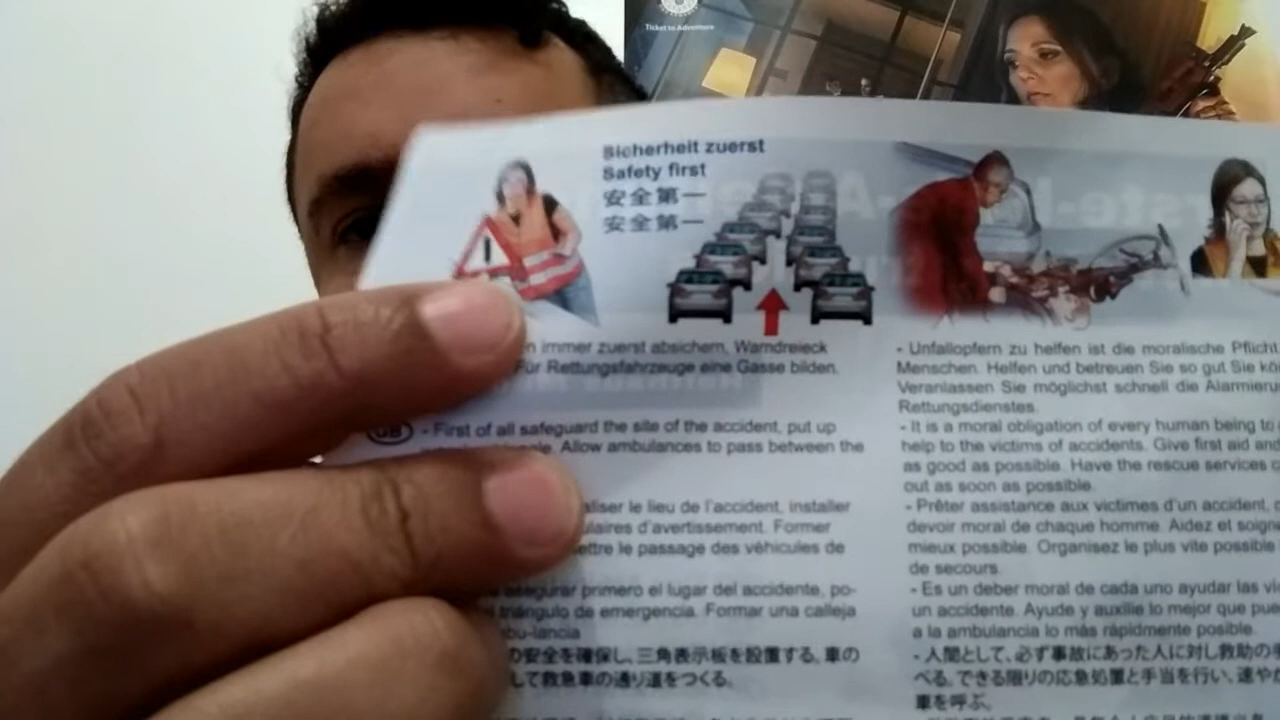 Ticket to Adventure
Sicherheit zuerst
Safety first
安全第一
安全第一
immer zuerst absichern, Warndreieck
Für Rettungsfahrzeuge eine Gasse bilden.
GB - First of all safeguard the site of the accident, put up
Allow ambulances to pass between the
le lieu de l'accident, installer
d'avertissement. Former
le passage des véhicules de
asegurar primero el lugar del accidente, po-
triángulo de emergencia. Formar una calleja
の安全を確保し、三角表示板を設置する。車の
して救急車の通り道をつくる。
- Unfallopfern zu helfen ist die moralische Pflicht
Menschen. Helfen und betreuen Sie so gut Sie
Veranlassen Sie möglichst schnell die
Rettungsdienstes.
- It is a moral obligation of every human being to
help to the victims of accidents. Give first aid
as good as possible. Have the rescue services
out as soon as possible.
- Prêter assistance aux victimes d'un accident,
devoir moral de chaque homme. Aidez et
mieux possible. Organisez le plus vite possible
de secours.
- Es un deber moral de cada uno ayudar las
un accidente. Ayude y auxilie lo mejor que
a la ambulancia lo más rápidmente posible.
- 人間として、必ず事故にあった人に対し救助の
べる。できる限りの応急処置と手当を行い、速や
車を呼ぶ。